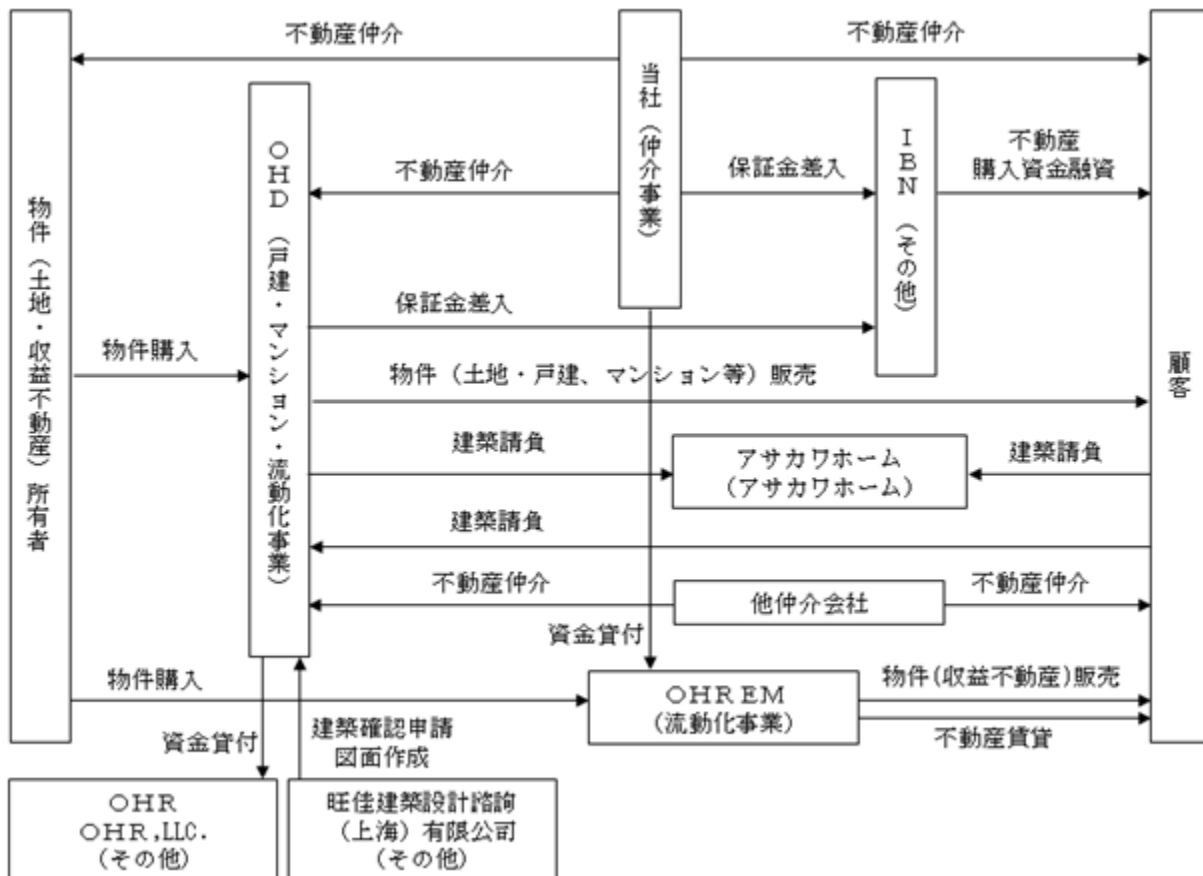 不動産仲介
不動産仲介
当社（仲介事業）
物件（土地・収益不動産）所有者
ＯＨＤ（戸建・マンション・流動化事業）
不動産仲介
保証金差入
ＩＢＮ（その他）
不動産
購入資金融資
顧客
保証金差入
物件購入
物件（土地・戸建、マンション等）販売
建築請負
アサカワホーム
（アサカワホーム）
建築請負
建築請負
不動産仲介
他仲介会社
不動産仲介
資金貸付
物件購入
ＯＨＲＥＭ
（流動化事業）
物件(収益不動産)販売
不動産賃貸
資金貸付
建築確認申請
図面作成
ＯＨＲ
ＯＨＲ,LLC.
（その他）
旺佳建築設計諮詢
（上海）有限公司
（その他）